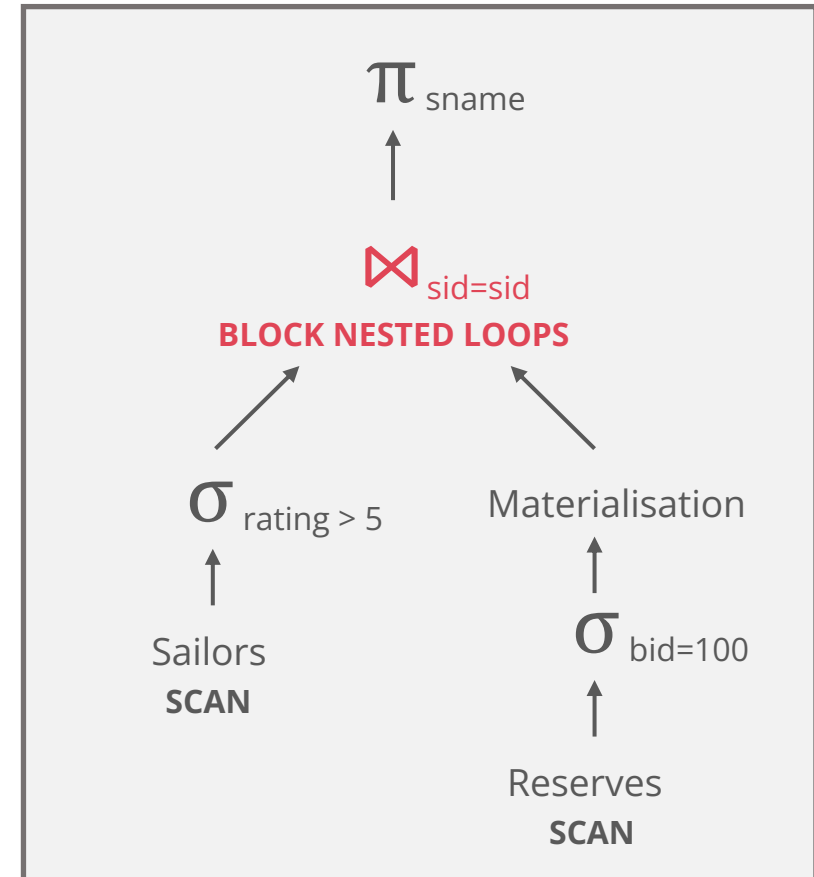 π sname
⋈ sid=sid
BLOCK NESTED LOOPS
σ rating > 5
Materialisation
Sailors
SCAN
σ bid=100
Reserves
SCAN